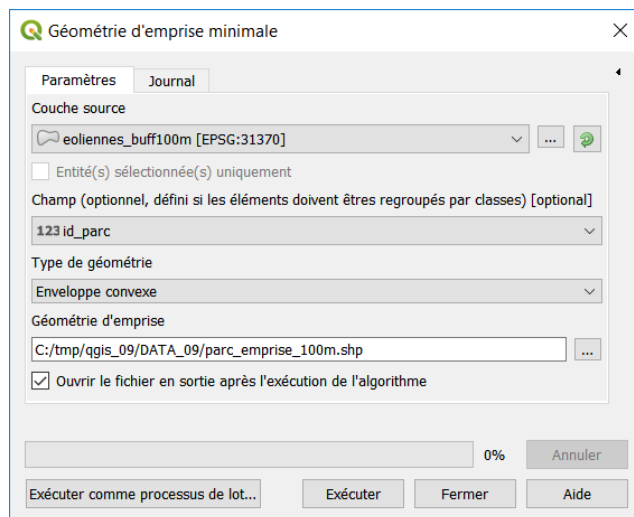 Géométrie d'emprise minimale
Paramètres
Journal
Couche source
eoliennes_buff100m [EPSG:31370]
...
Entité(s) sélectionnée(s) uniquement
Champ (optionnel, défini si les éléments doivent êtres regroupés par classes) [optional]
123 id_parc
Type de géométrie
Enveloppe convexe
Géométrie d'emprise
C:/tmp/qgis_09/DATA_09/parc_emprise_100m.shp
...
Ouvrir le fichier en sortie après l'exécution de l'algorithme
0%
Annuler
Exécuter comme processus de lot...
Exécuter
Fermer
Aide